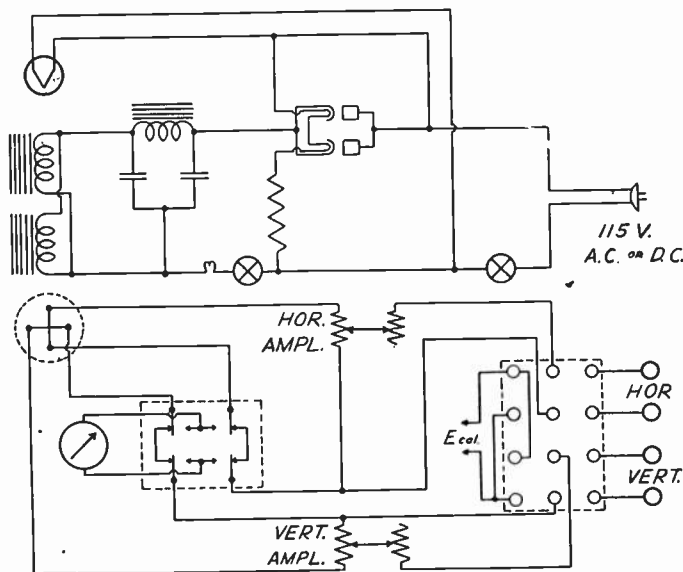 115 V.
A.C. OR D.C.
HOR.
AMPL.
HOR
E cal.
VERT.
VERT.
AMPL.